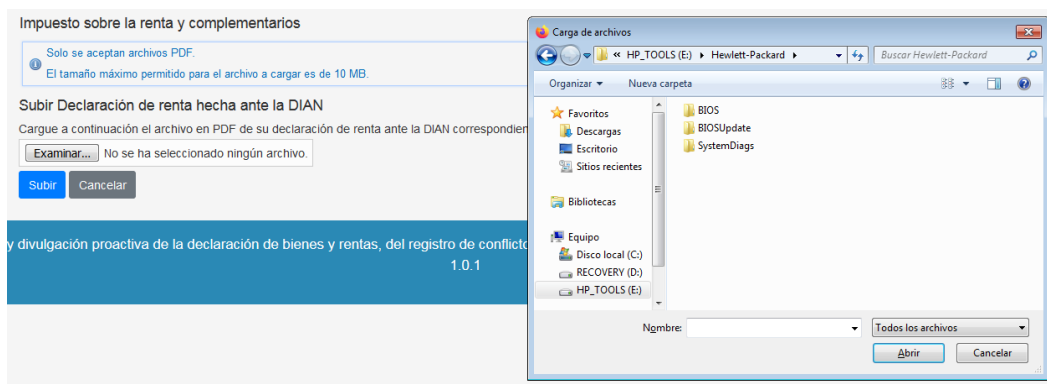 Impuesto sobre la renta y complementarios
Solo se aceptan archivos PDF.
El tamaño máximo permitido para el archivo a cargar es de 10 MB.
Subir Declaración de renta hecha ante la DIAN
Cargue a continuación el archivo en PDF de su declaración de renta ante la DIAN correspondien
Examinar... No se ha seleccionado ningún archivo.
Subir Cancelar
y divulgación proactiva de la declaración de bienes y rentas, del registro de conflicto
1.0.1
Carga de archivos
« HP_TOOLS (E:) Hewlett-Packard Buscar Hewlett-Packard
Organizar Nueva carpeta
Favoritos
Descargas
Escritorio
Sitios recientes
Bibliotecas
Equipo
Disco local (C:)
RECOVERY (D:)
HP_TOOLS (E:)
BIOS
BIOSUpdate
SystemDiags
Nombre: Todos los archivos
Abrir Cancelar